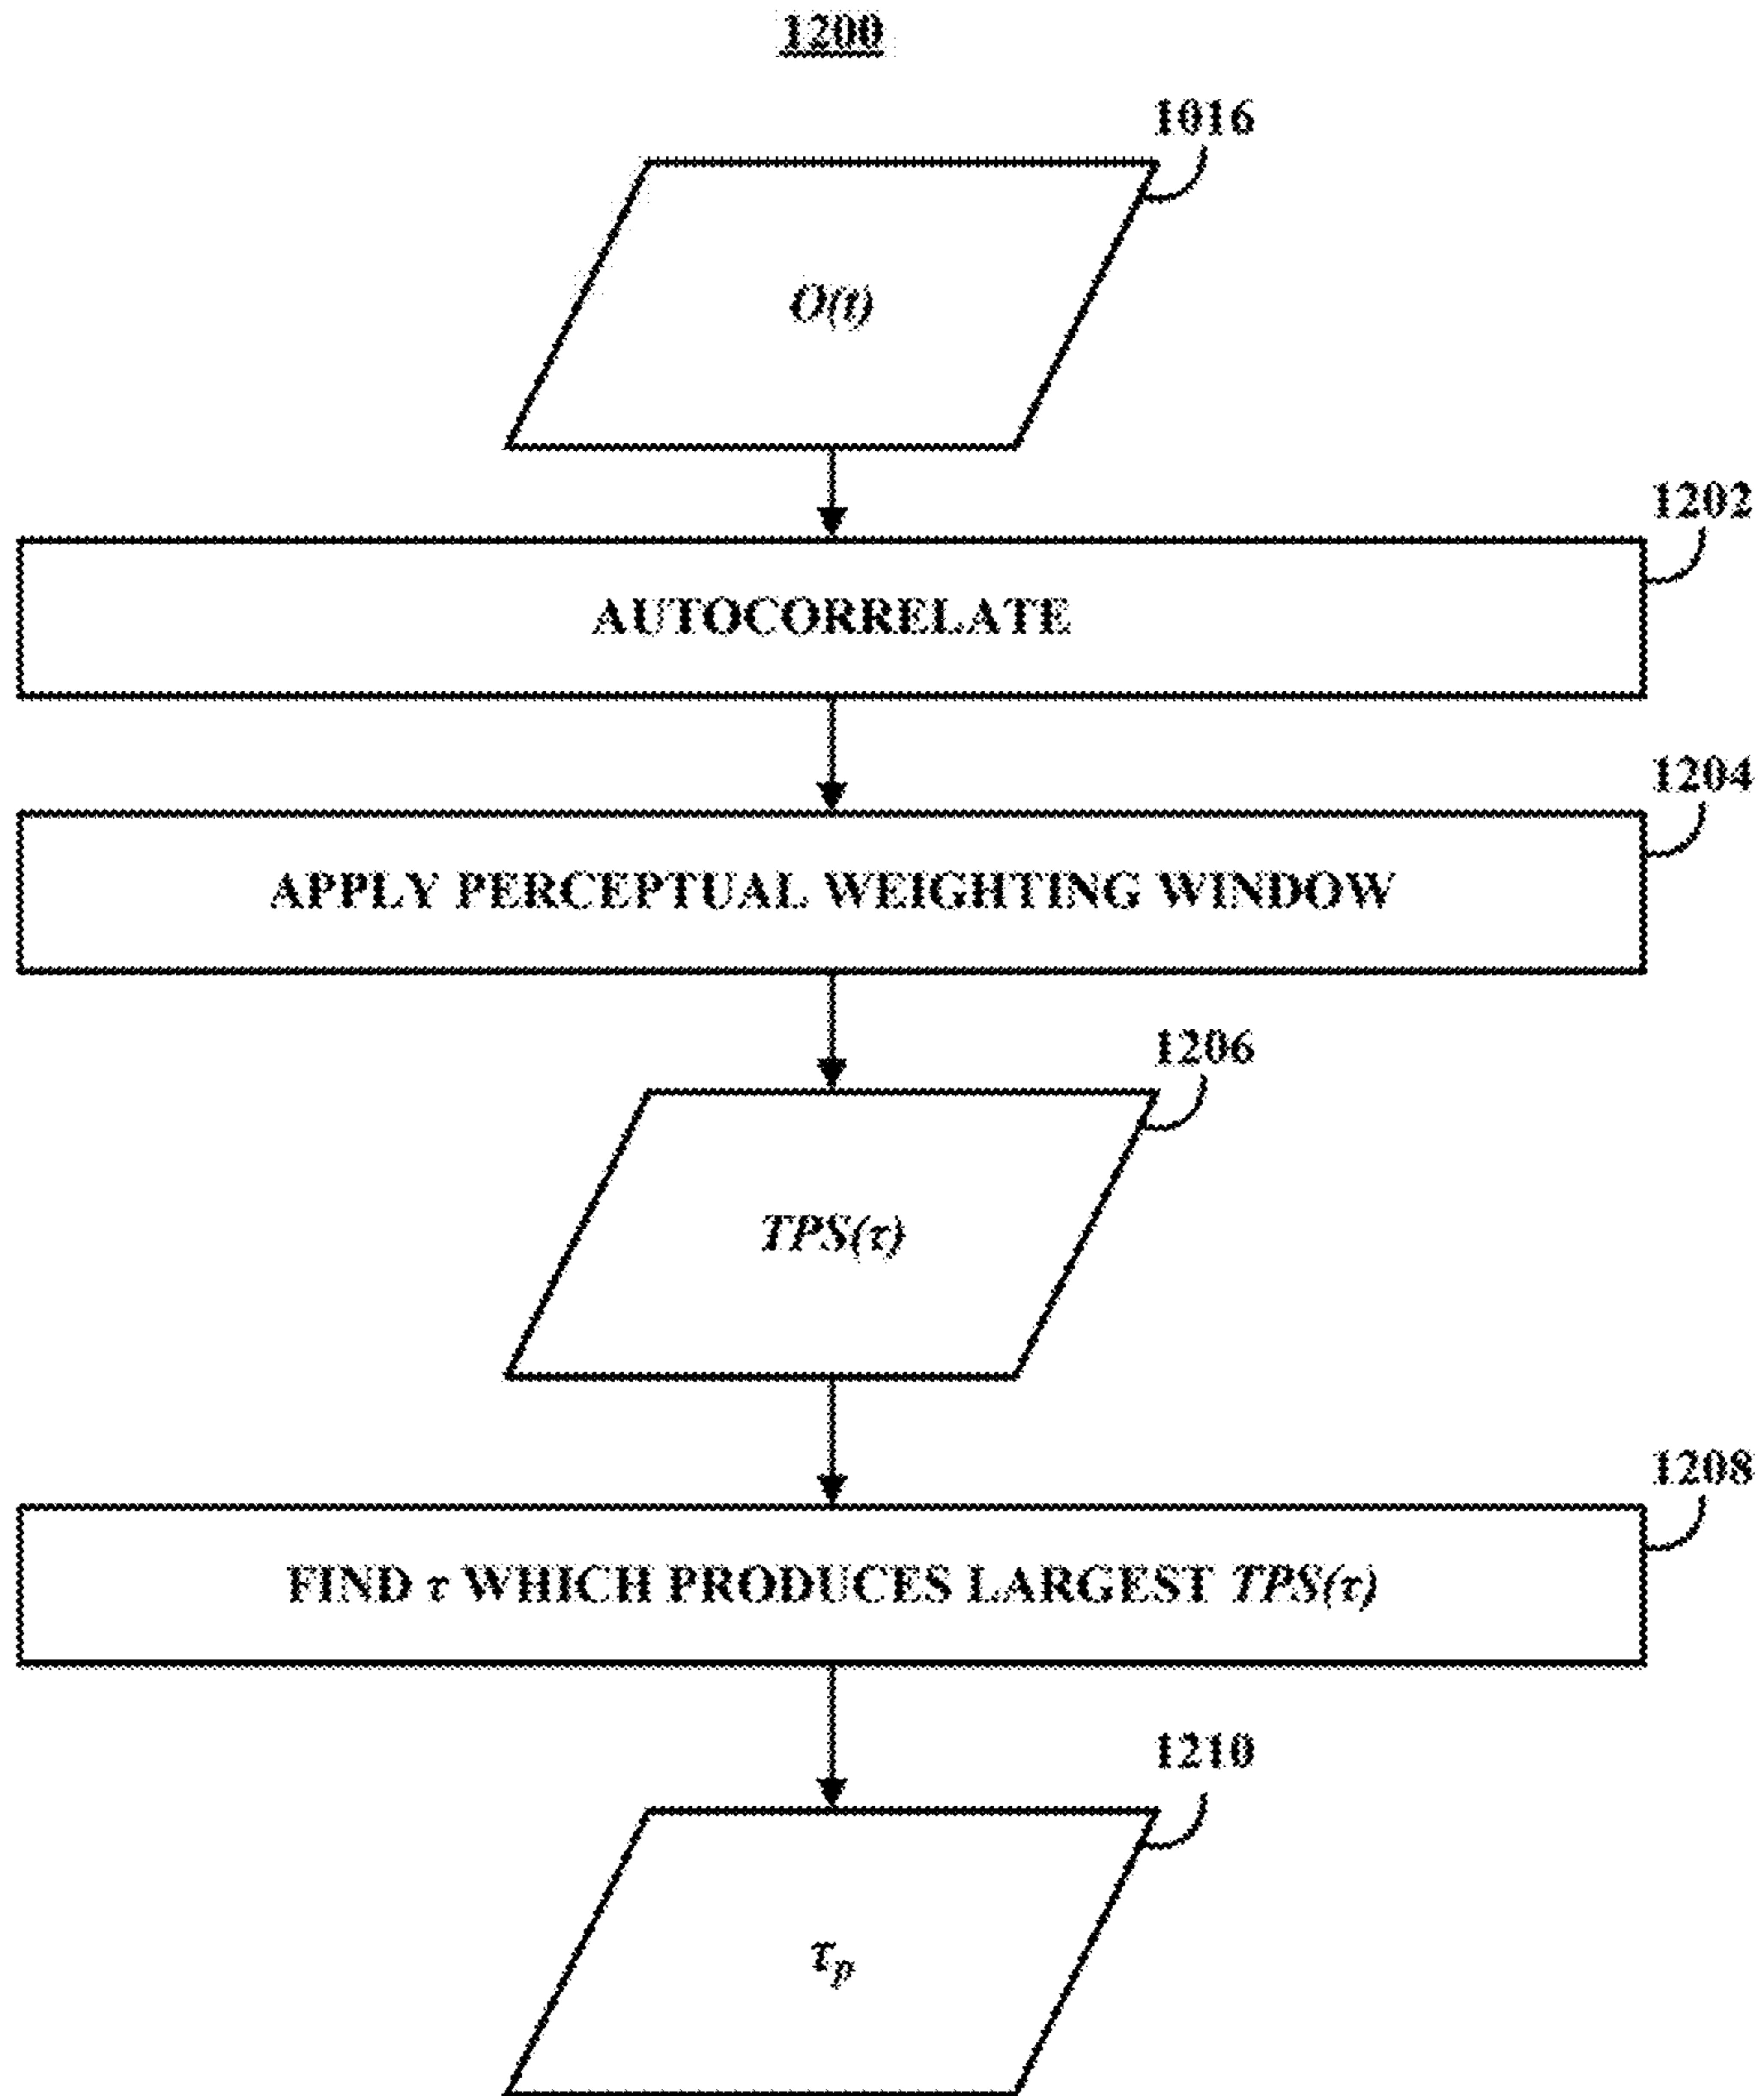 1200
1016
O(t)
1202
AUTOCORRELATE
1204
APPLY PERCEPTUAL WEIGHTING WINDOW
1206
TPS(τ)
1208
FIND τ WHICH PRODUCES LARGEST TPS(τ)
1210
τp